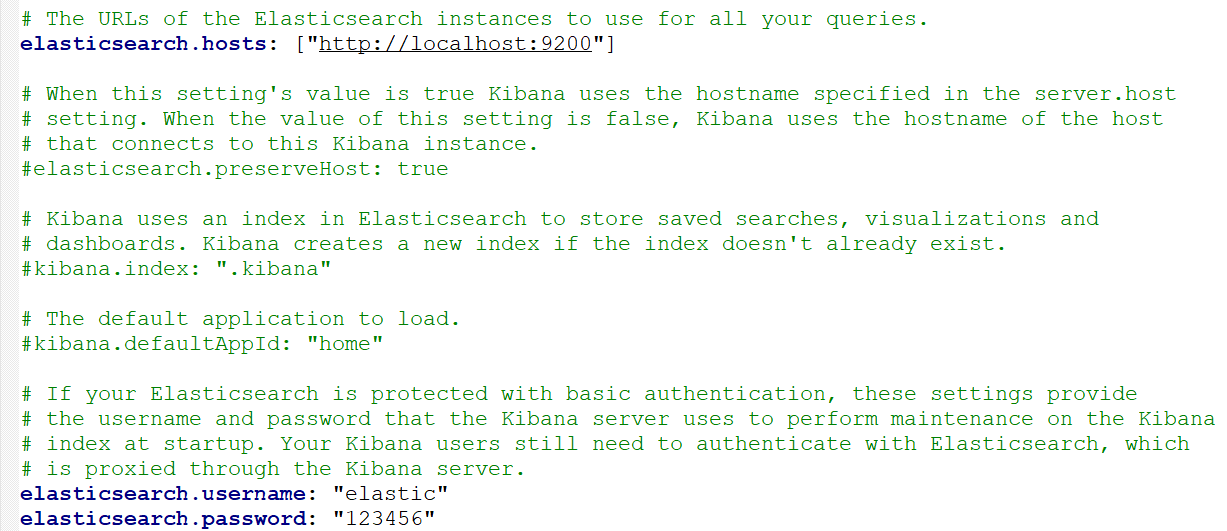 # The URLs of the Elasticsearch instances to use for all your queries.
elasticsearch.hosts: ["http://localhost:9200"]
# When this setting's value is true Kibana uses the hostname specified in the server.host
# setting. When the value of this setting is false, Kibana uses the hostname of the host
# that connects to this Kibana instance.
#elasticsearch.preserveHost: true
# Kibana uses an index in Elasticsearch to store saved searches, visualizations and
# dashboards. Kibana creates a new index if the index doesn't already exist.
#kibana.index: ".kibana"
# The default application to load.
#kibana.defaultAppId: "home"
# If your Elasticsearch is protected with basic authentication, these settings provide
# the username and password that the Kibana server uses to perform maintenance on the Kibana
# index at startup. Your Kibana users still need to authenticate with Elasticsearch, which
# is proxied through the Kibana server.
elasticsearch.username: "elastic"
elasticsearch.password: "123456"